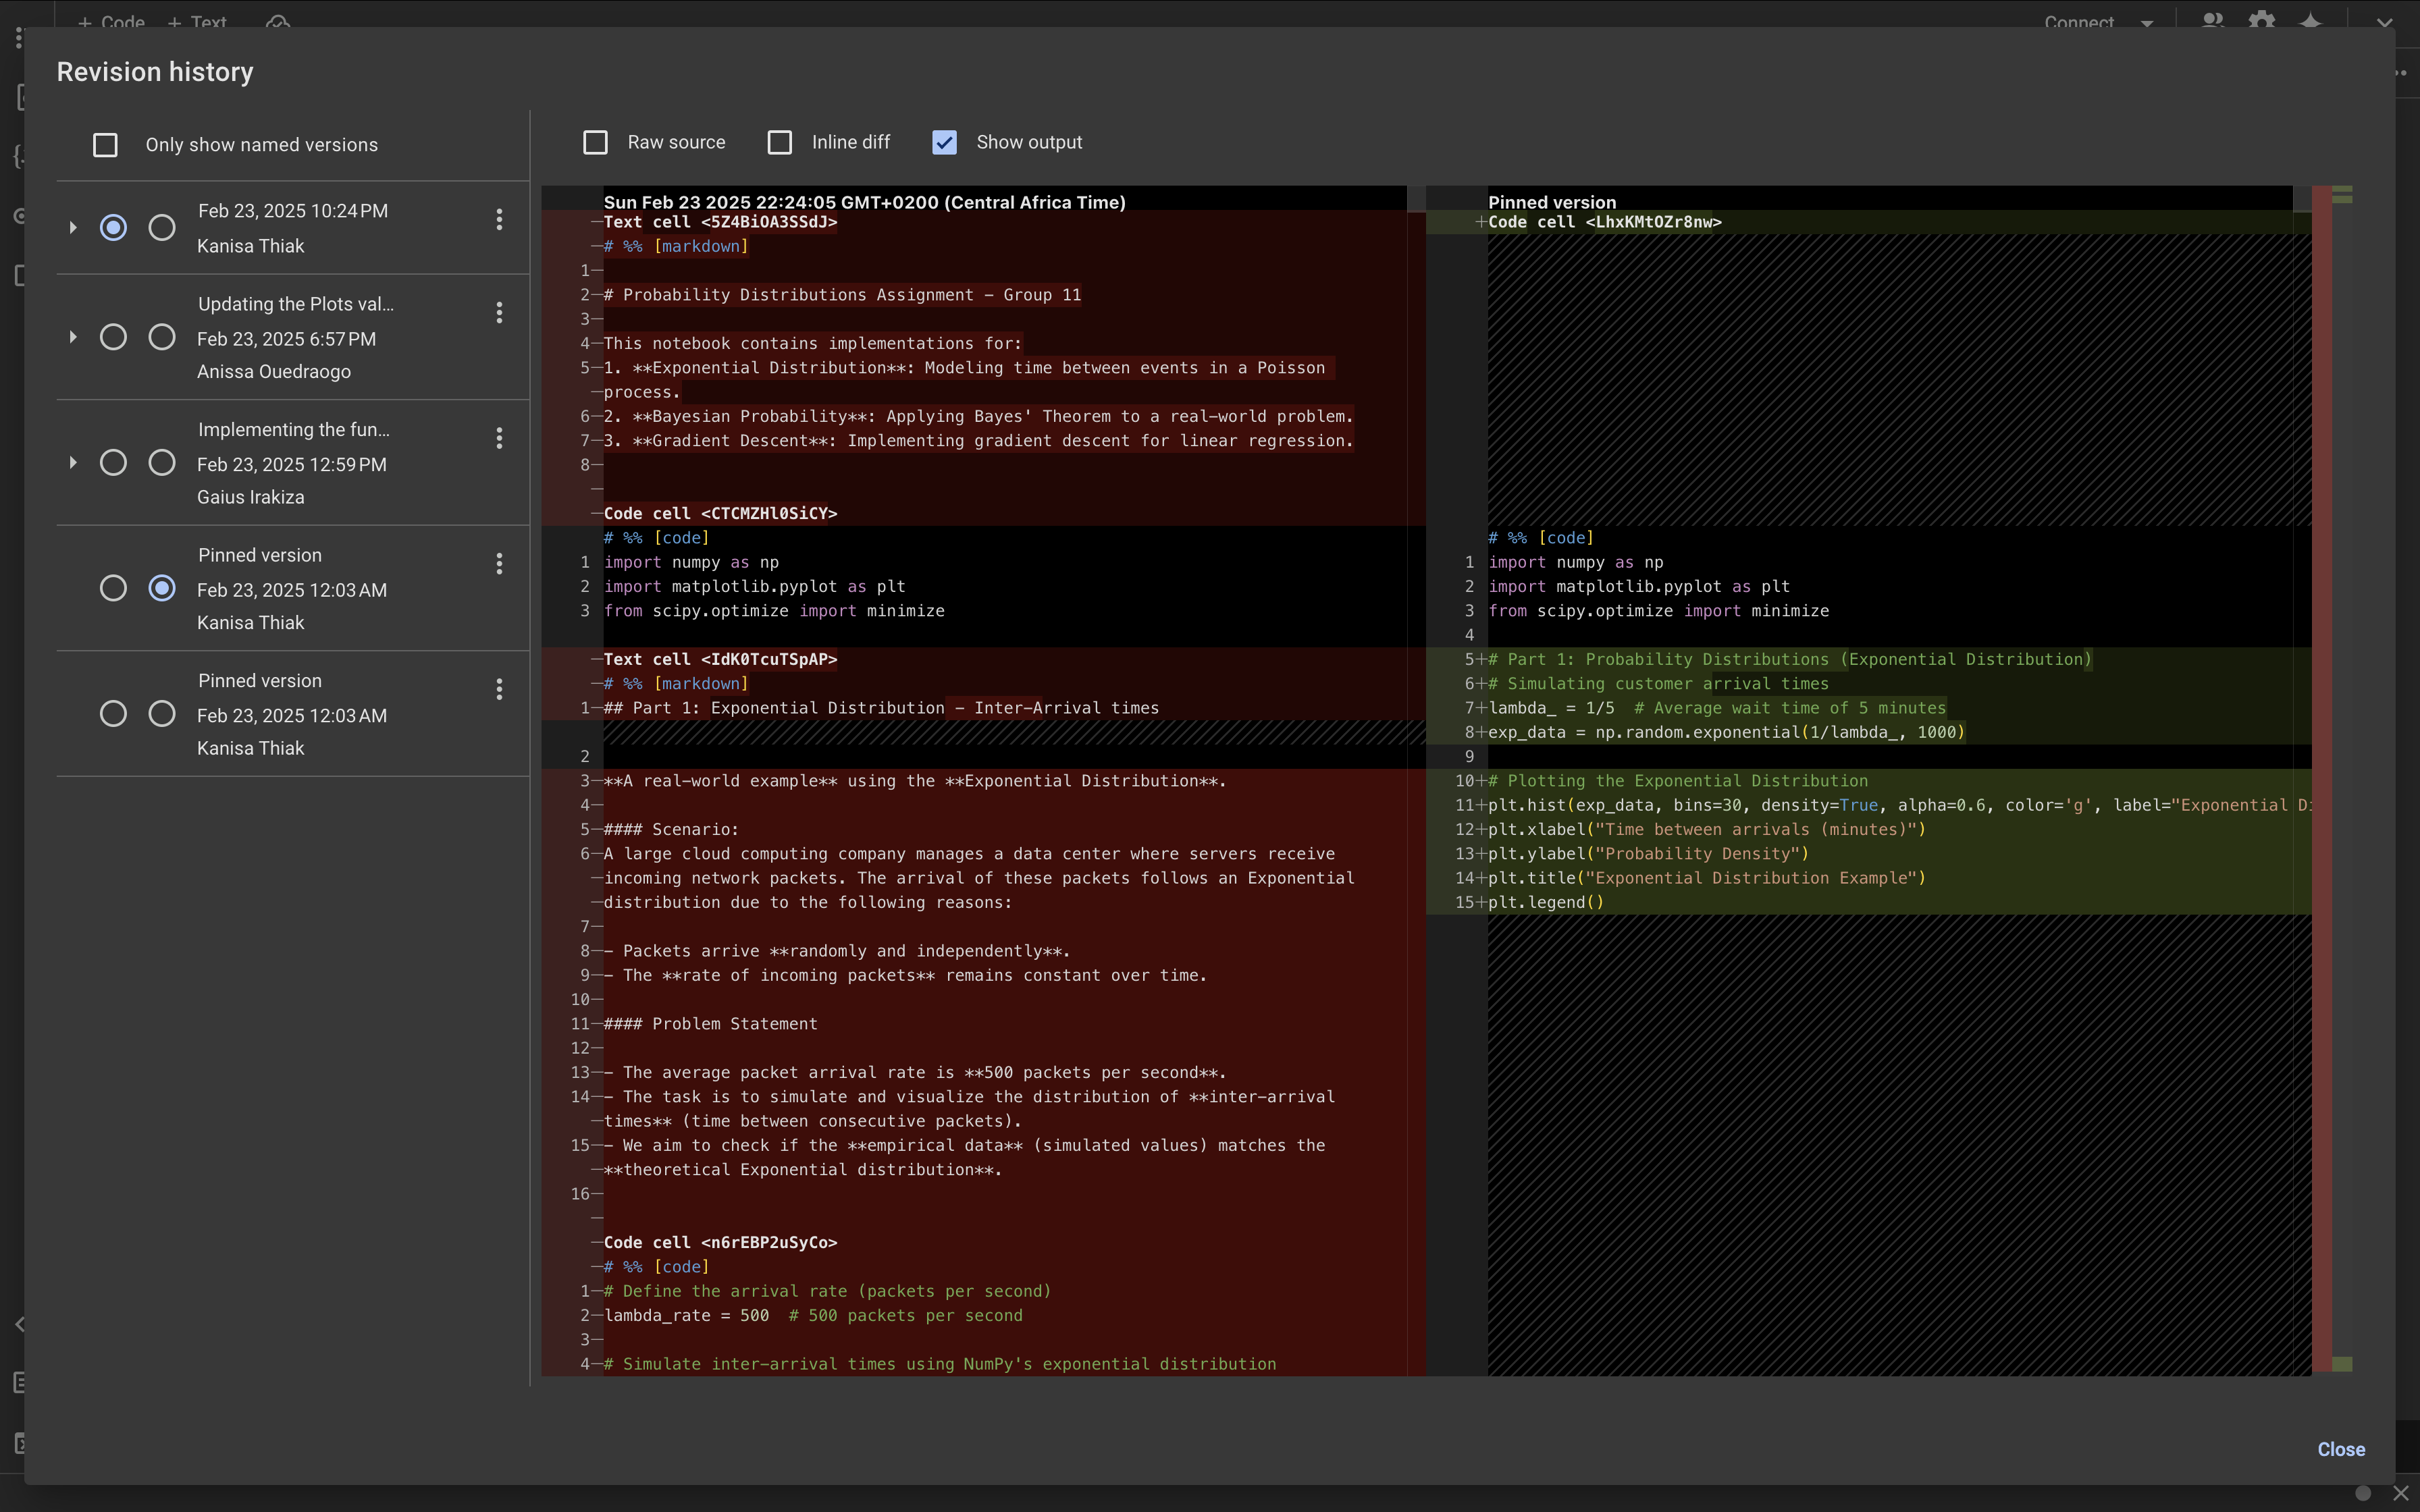 + Code + Text
Connect
Revision history
Only show named versions
Raw source
Inline diff
Show output
Feb 23, 2025 10:24 PM
Kanisa Thiak
Updating the Plots val...
Feb 23, 2025 6:57 PM
Anissa Ouedraogo
Implementing the fun...
Feb 23, 2025 12:59 PM
Gaius Irakiza
Pinned version
Feb 23, 2025 12:03 AM
Kanisa Thiak
Pinned version
Feb 23, 2025 12:03 AM
Kanisa Thiak
Sun Feb 23 2025 22:24:05 GMT+0200 (Central Africa Time)
—Text cell <5Z4BiOA3SSdJ>
—# %% [markdown]
1—
2—# Probability Distributions Assignment - Group 11
3—
4—This notebook contains implementations for:
5—1. **Exponential Distribution**: Modeling time between events in a Poisson
—process.
6—2. **Bayesian Probability**: Applying Bayes' Theorem to a real-world problem.
7—3. **Gradient Descent**: Implementing gradient descent for linear regression.
8—
—
—Code cell <CTCMZHl0SiCY>
# %% [code]
1 import numpy as np
2 import matplotlib.pyplot as plt
3 from scipy.optimize import minimize
—Text cell <IdK0TcuTSpAP>
—# %% [markdown]
1—## Part 1: Exponential Distribution - Inter-Arrival times
2
3—**A real-world example** using the **Exponential Distribution**.
4—
5—#### Scenario:
6—A large cloud computing company manages a data center where servers receive
—incoming network packets. The arrival of these packets follows an Exponential
—distribution due to the following reasons:
7—
8—- Packets arrive **randomly and independently**.
9—- The **rate of incoming packets** remains constant over time.
10—
11—#### Problem Statement
12—
13—- The average packet arrival rate is **500 packets per second**.
14—- The task is to simulate and visualize the distribution of **inter-arrival
—times** (time between consecutive packets).
15—- We aim to check if the **empirical data** (simulated values) matches the
—**theoretical Exponential distribution**.
16—
—
—Code cell <n6rEBP2uSyCo>
—# %% [code]
1—# Define the arrival rate (packets per second)
2—lambda_rate = 500  # 500 packets per second
3—
4—# Simulate inter-arrival times using NumPy's exponential distribution
Pinned version
+Code cell <LhxKMtOZr8nw>
# %% [code]
1 import numpy as np
2 import matplotlib.pyplot as plt
3 from scipy.optimize import minimize
4
5+# Part 1: Probability Distributions (Exponential Distribution)
6+# Simulating customer arrival times
7+lambda_ = 1/5  # Average wait time of 5 minutes
8+exp_data = np.random.exponential(1/lambda_, 1000)
9
10+# Plotting the Exponential Distribution
11+plt.hist(exp_data, bins=30, density=True, alpha=0.6, color='g', label="Exponential D
12+plt.xlabel("Time between arrivals (minutes)")
13+plt.ylabel("Probability Density")
14+plt.title("Exponential Distribution Example")
15+plt.legend()
Close